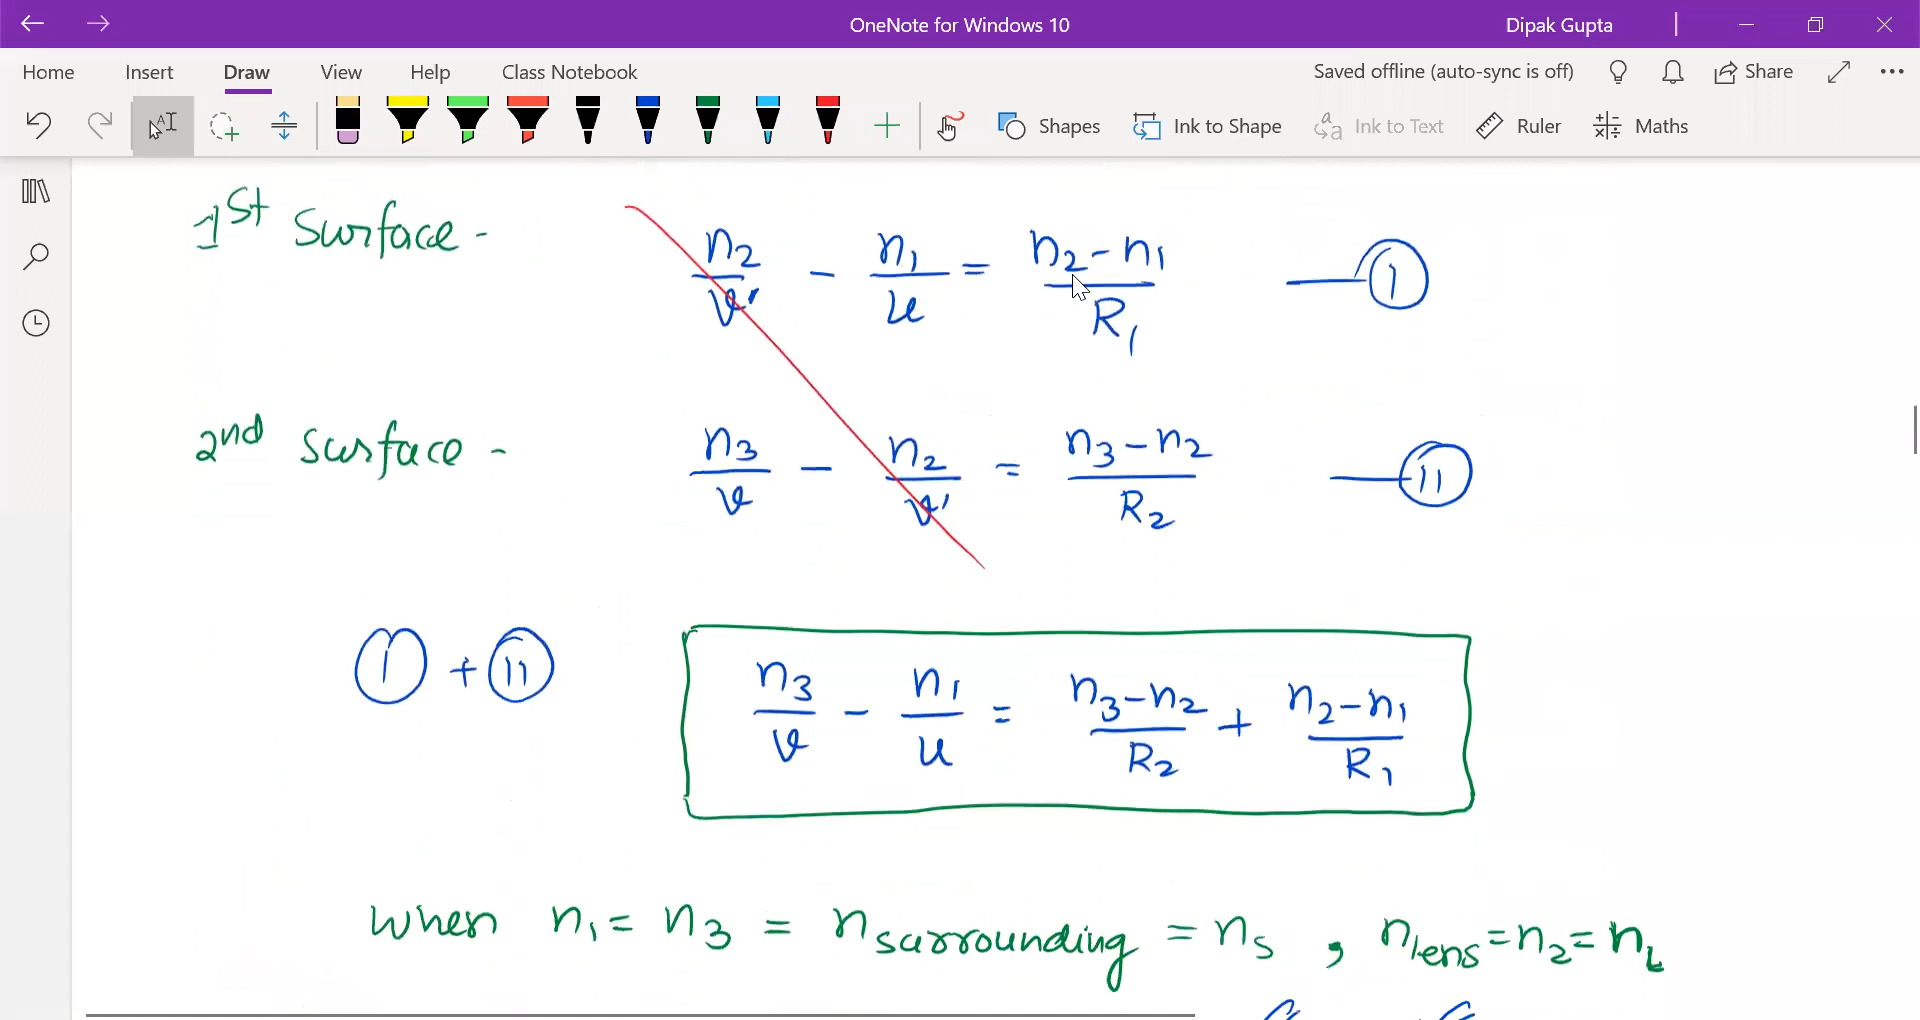 OneNote for Windows 10
Dipak Gupta
Home Insert Draw View Help Class Notebook
Saved offline (auto-sync is off) Share
Shapes Ink to Shape Ink to Text Ruler Maths
1st Surface - n₂/v' - n₁/u = (n₂-n₁)/R₁ — (I)
2nd Surface - n₃/v - n₂/v' = (n₃-n₂)/R₂ — (II)
(I) + (II) n₃/v - n₁/u = (n₃-n₂)/R₂ + (n₂-n₁)/R₁
When n₁ = n₃ = n surrounding = nₛ , n lens = n₂ = n_L